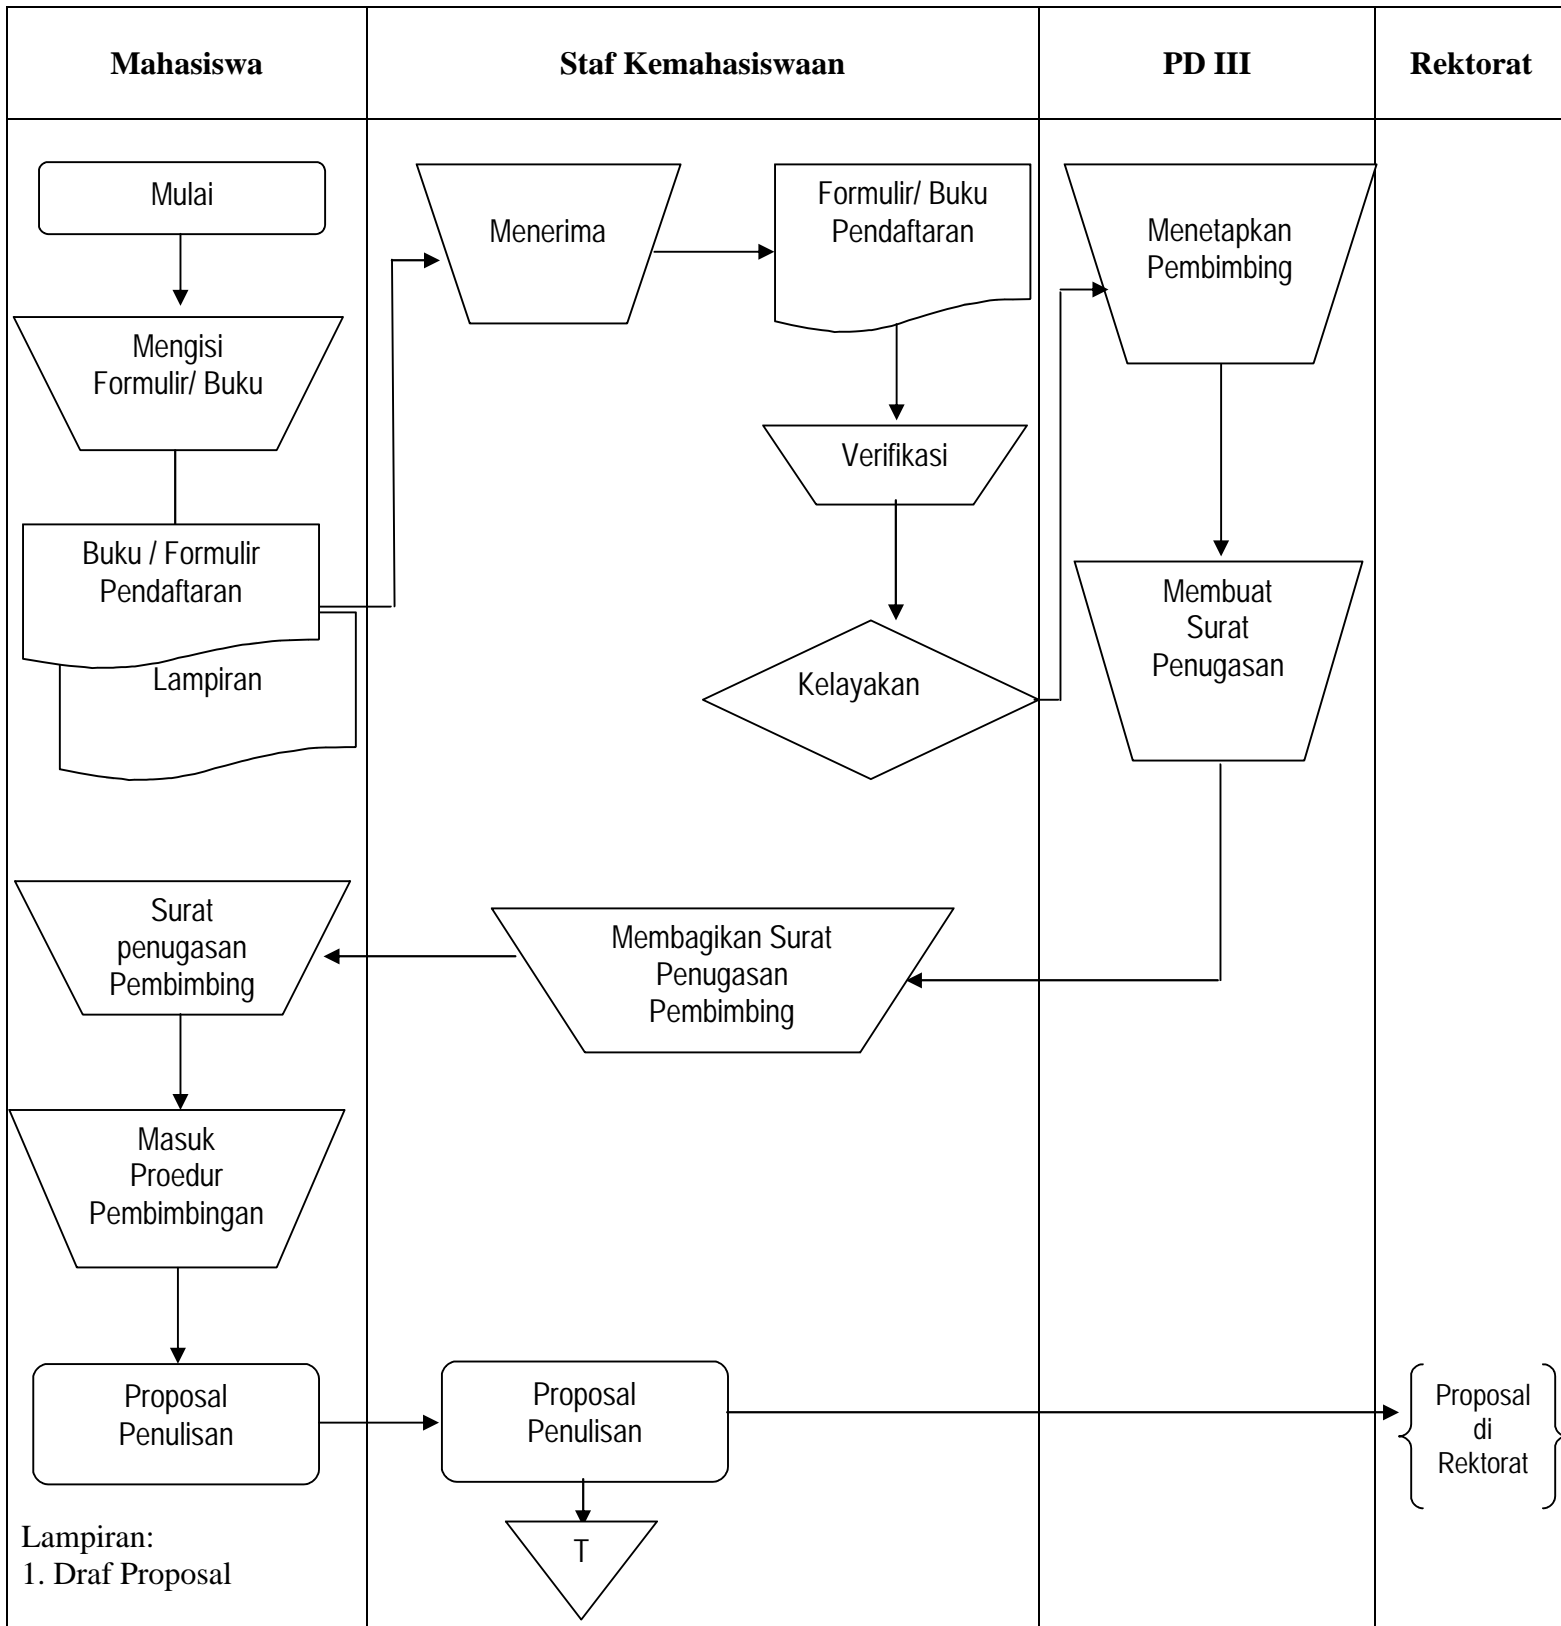 Mahasiswa
Staf Kemahasiswaan
PD III
Rektorat
Mulai
Mengisi
Formulir/ Buku
Buku / Formulir
Pendaftaran
Lampiran
Menerima
Formulir/ Buku
Pendaftaran
Verifikasi
Kelayakan
Menetapkan
Pembimbing
Membuat
Surat
Penugasan
Membagikan Surat
Penugasan
Pembimbing
Surat
penugasan
Pembimbing
Masuk
Proedur
Pembimbingan
Proposal
Penulisan
Proposal
Penulisan
Proposal
di
Rektorat
T
Lampiran:
1. Draf Proposal